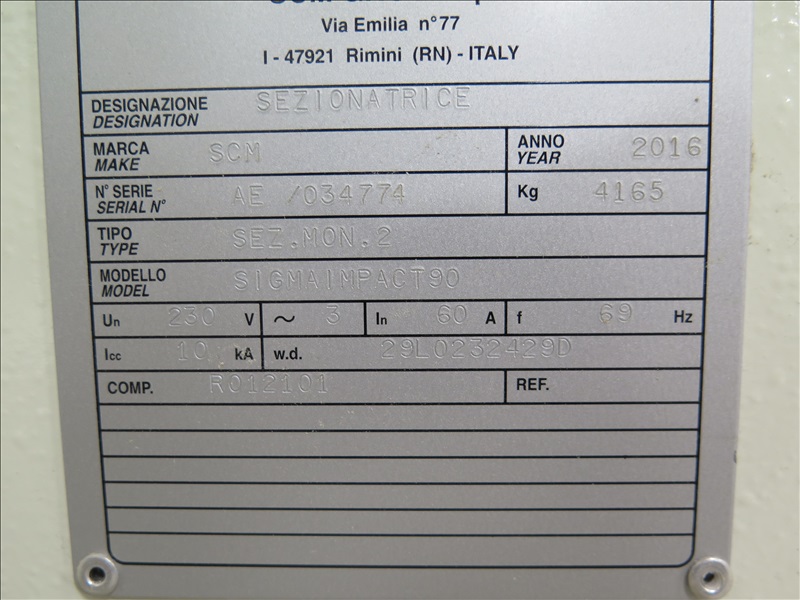 Via Emilia n°77
I - 47921 Rimini (RN) - ITALY
DESIGNAZIONE SEZIONATRICE
DESIGNATION
MARCA SCM ANNO 2016
MAKE YEAR
N° SERIE AE /034774 Kg 4165
SERIAL N°
TIPO SEZ.MON.2
TYPE
MODELLO SIGMAIMPACT90
MODEL
Un 230 V ~ 3 In 60 A f 69 Hz
Icc 10 kA w.d. 29L0232429D
COMP. R012101 REF.